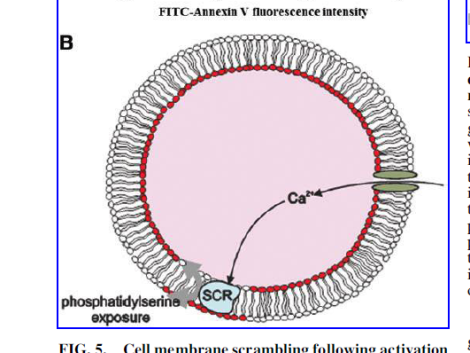 FITC-Annexin V fluorescence intensity
B
Ca2+
SCR
phosphatidylserine
exposure
FIG. 5. Cell membrane scrambling following activation